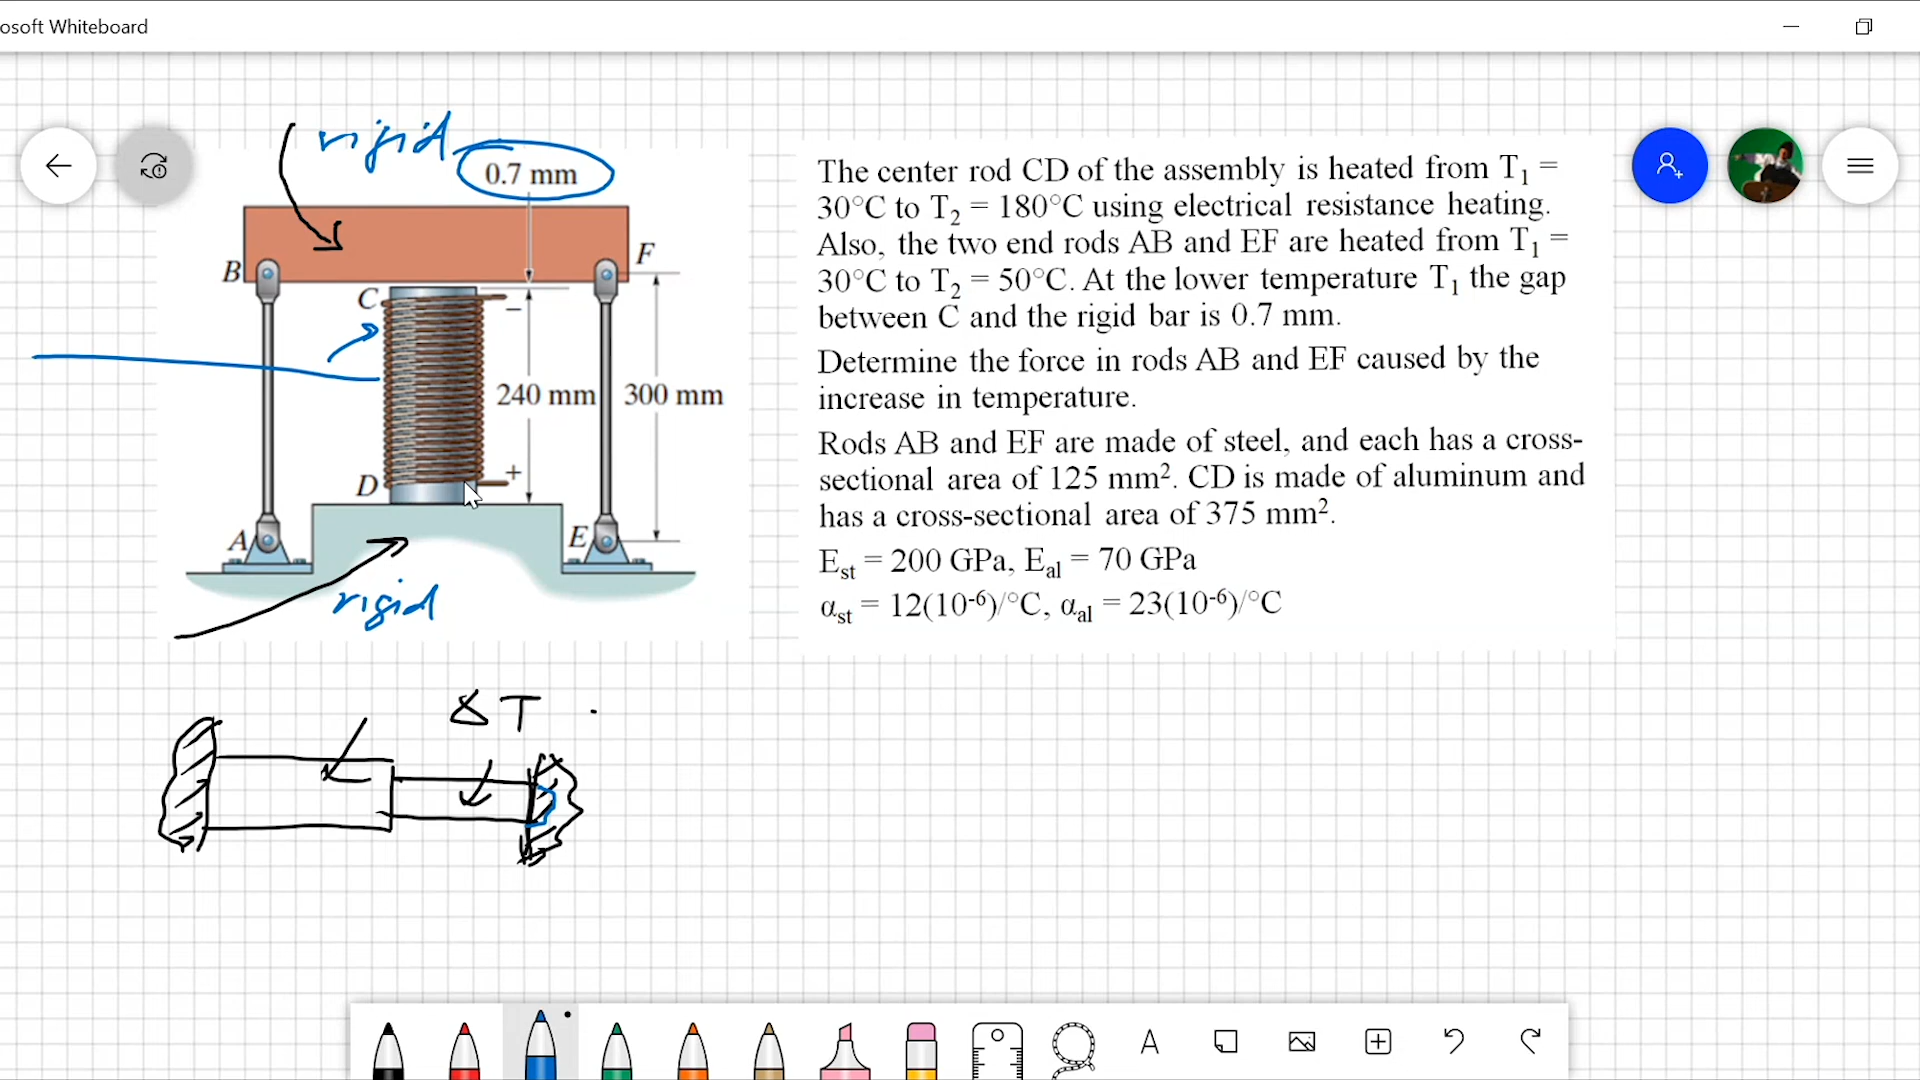 osoft Whiteboard
rigid
0.7 mm
B
F
C
−
240 mm
300 mm
D
+
A
E
rigid
The center rod CD of the assembly is heated from T₁ =
30°C to T₂ = 180°C using electrical resistance heating.
Also, the two end rods AB and EF are heated from T₁ =
30°C to T₂ = 50°C. At the lower temperature T₁ the gap
between C and the rigid bar is 0.7 mm.
Determine the force in rods AB and EF caused by the
increase in temperature.
Rods AB and EF are made of steel, and each has a cross-
sectional area of 125 mm². CD is made of aluminum and
has a cross-sectional area of 375 mm².
Eₛₜ = 200 GPa, Eₐₗ = 70 GPa
αₛₜ = 12(10⁻⁶)/°C, αₐₗ = 23(10⁻⁶)/°C
T
A